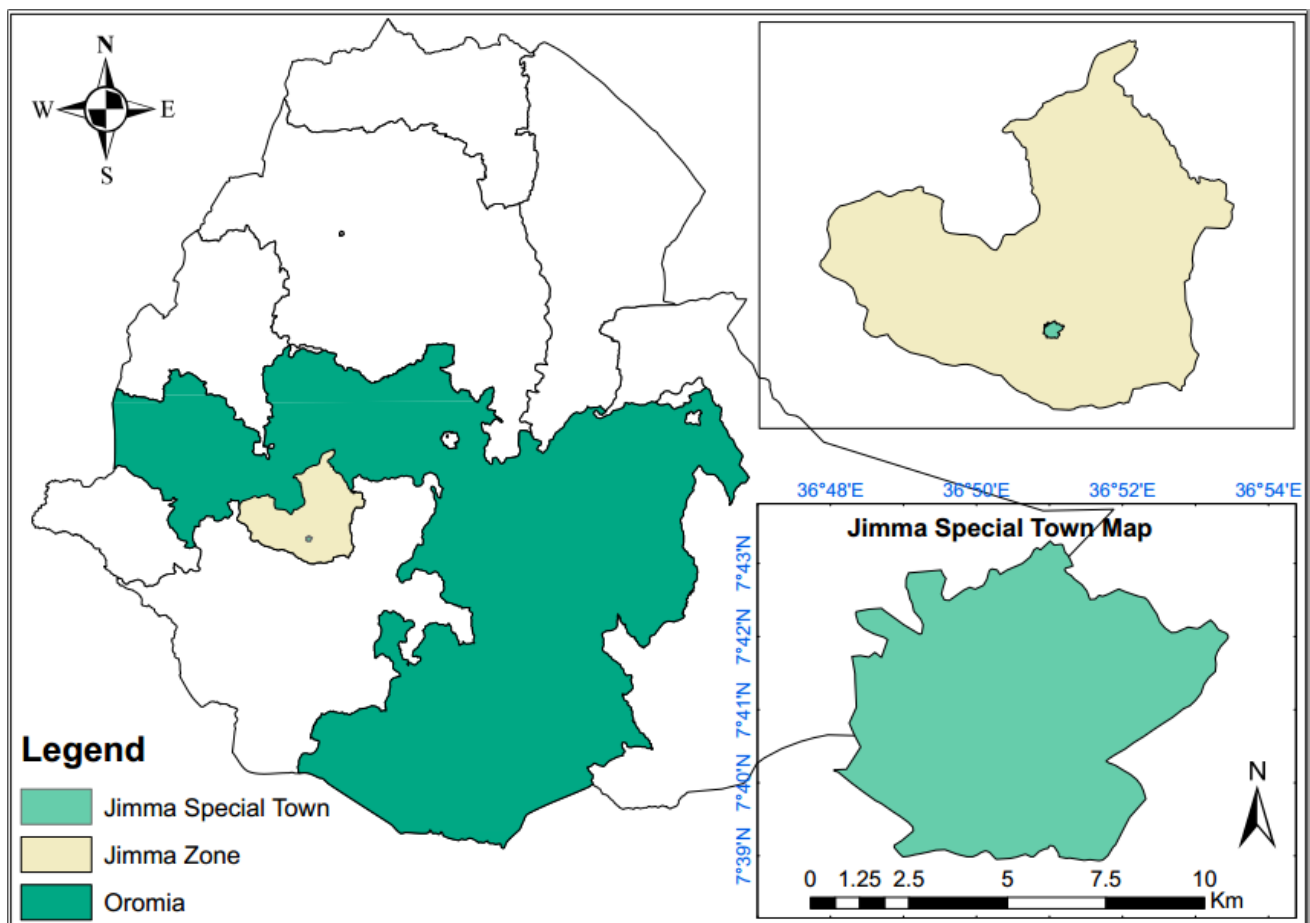 N
W E
S
36°48'E 36°50'E 36°52'E 36°54'E
Jimma Special Town Map
7°43'N
7°42'N
7°41'N
7°40'N
7°39'N
N
0 1.25 2.5 5 7.5 10
Km
Legend
Jimma Special Town
Jimma Zone
Oromia